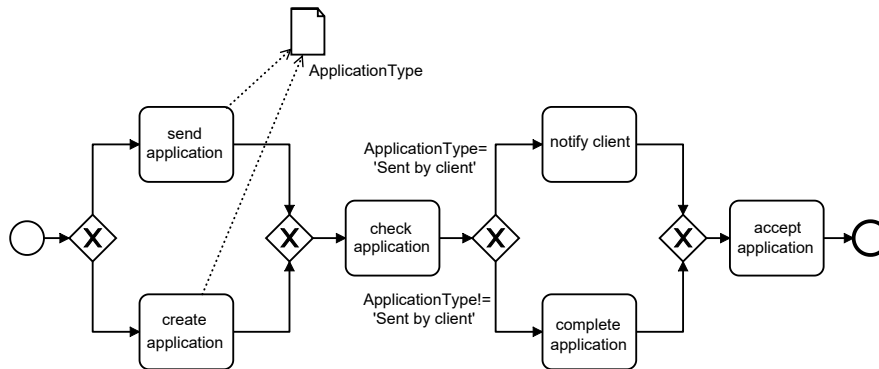 ApplicationType
send
application
ApplicationType=
'Sent by client'
notify client
X
X
check
application
X
X
accept
application
create
application
ApplicationType!=
'Sent by client'
complete
application